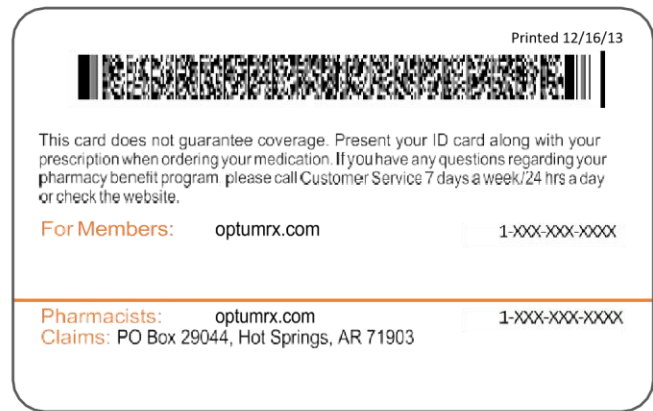 Printed 12/16/13
This card does not guarantee coverage. Present your ID card along with your
prescription when ordering your medication. If you have any questions regarding your
pharmacy benefit program please call Customer Service 7 days a week/24 hrs a day
or check the website.
For Members: optumrx.com 1-XXX-XXX-XXXX
Pharmacists: optumrx.com 1-XXX-XXX-XXXX
Claims: PO Box 29044, Hot Springs, AR 71903